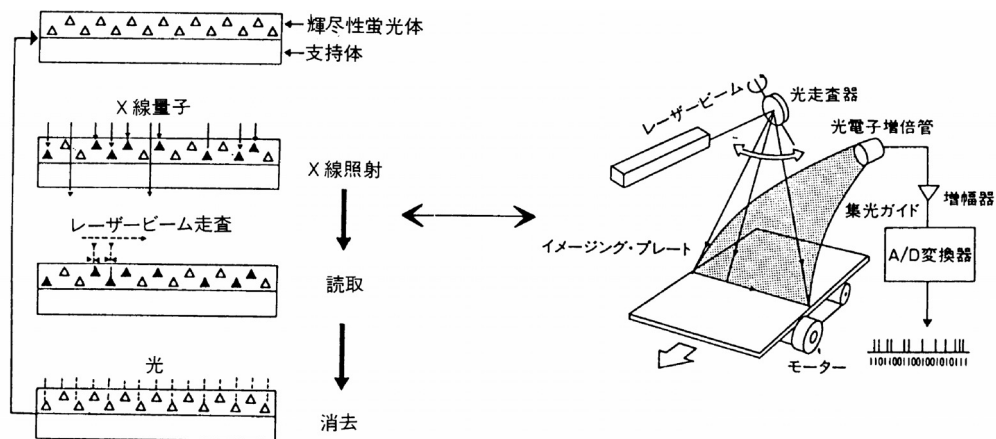 輝尽性蛍光体
支持体
X線量子
X線照射
レーザービーム走査
読取
光
消去
レーザービーム
光走査器
光電子増倍管
増幅器
集光ガイド
イメージング・プレート
A/D変換器
モーター
1101001100100101011